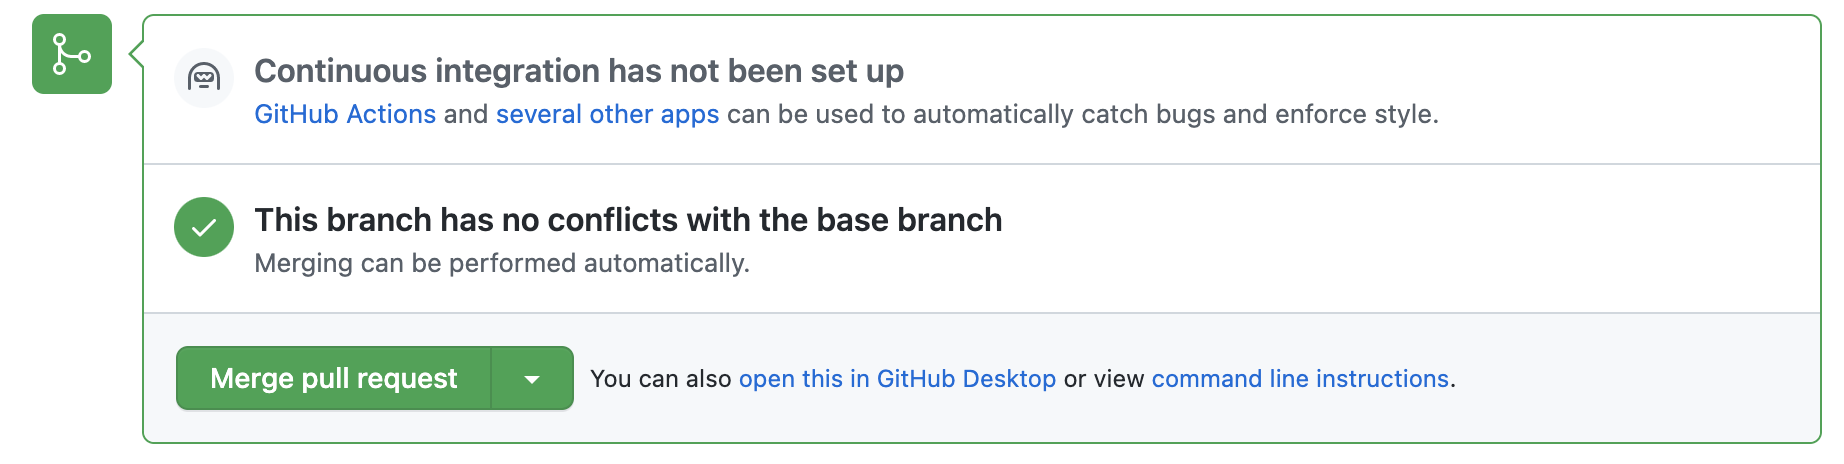 Continuous integration has not been set up
GitHub Actions and several other apps can be used to automatically catch bugs and enforce style.
This branch has no conflicts with the base branch
Merging can be performed automatically.
Merge pull request You can also open this in GitHub Desktop or view command line instructions.